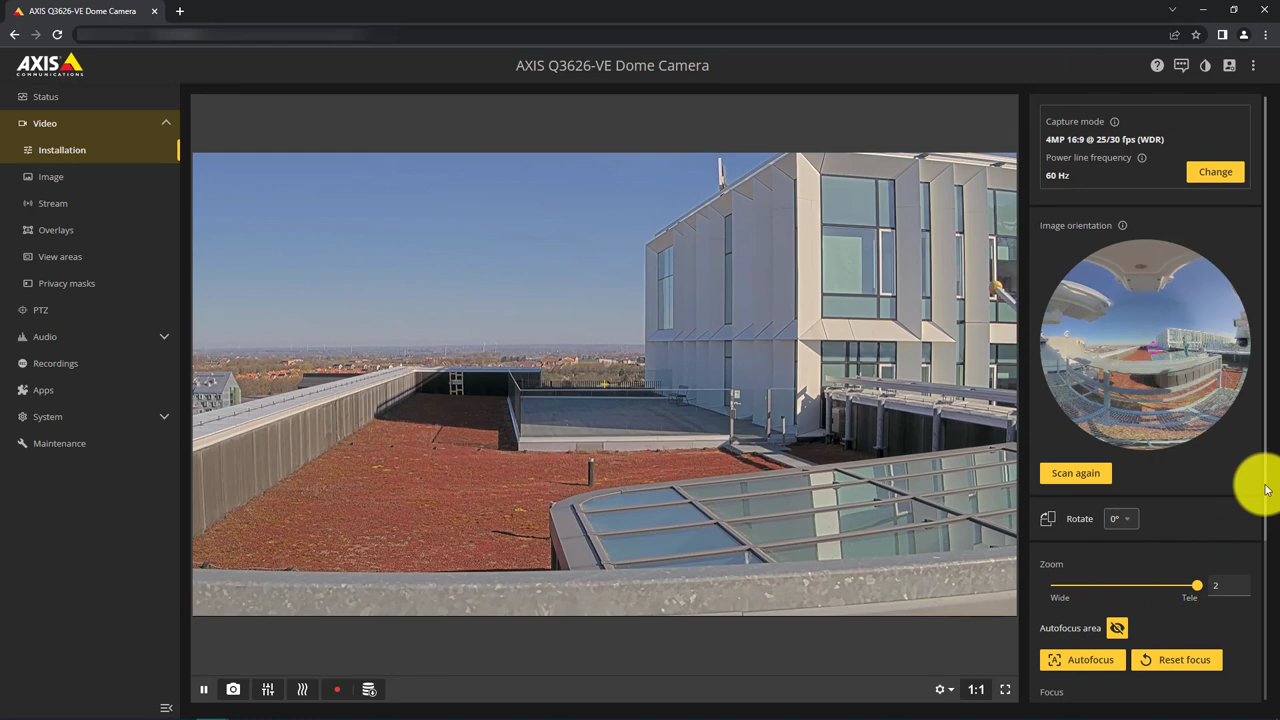 AXIS Q3626-VE Dome Camera
AXIS
COMMUNICATIONS
AXIS Q3626-VE Dome Camera
Status
Video
Installation
Image
Stream
Overlays
View areas
Privacy masks
PTZ
Audio
Recordings
Apps
System
Maintenance
Capture mode
4MP 16:9 @ 25/30 fps (WDR)
Power line frequency
60 Hz
Change
Image orientation
Scan again
Rotate 0°
Zoom
2
Wide Tele
Autofocus area
Autofocus Reset focus
Focus
1:1